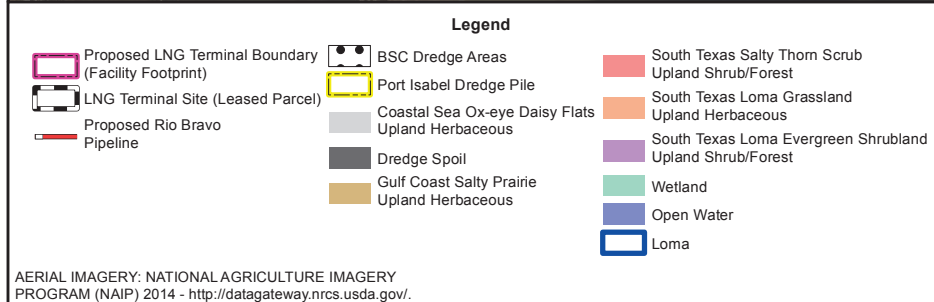 Legend
Proposed LNG Terminal Boundary
(Facility Footprint)
LNG Terminal Site (Leased Parcel)
Proposed Rio Bravo
Pipeline
BSC Dredge Areas
Port Isabel Dredge Pile
Coastal Sea Ox-eye Daisy Flats
Upland Herbaceous
Dredge Spoil
Gulf Coast Salty Prairie
Upland Herbaceous
South Texas Salty Thorn Scrub
Upland Shrub/Forest
South Texas Loma Grassland
Upland Herbaceous
South Texas Loma Evergreen Shrubland
Upland Shrub/Forest
Wetland
Open Water
Loma
AERIAL IMAGERY: NATIONAL AGRICULTURE IMAGERY
PROGRAM (NAIP) 2014 - http://datagateway.nrcs.usda.gov/.